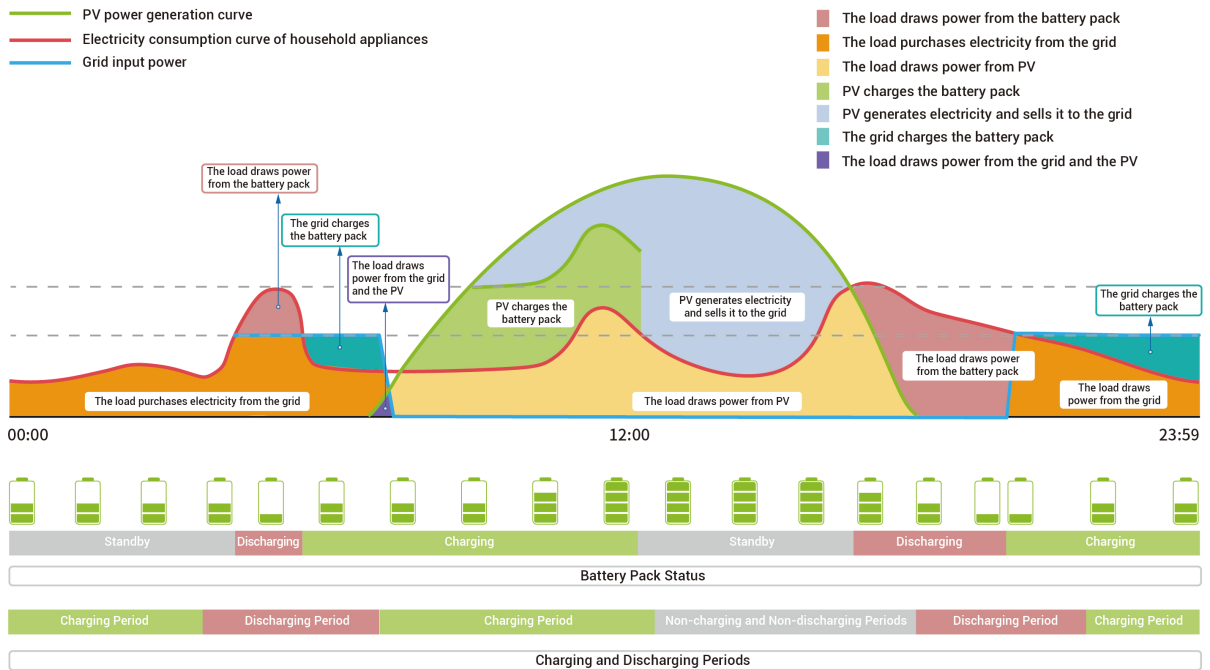 PV power generation curve
Electricity consumption curve of household appliances
Grid input power
The load draws power from the battery pack
The load purchases electricity from the grid
The load draws power from PV
PV charges the battery pack
PV generates electricity and sells it to the grid
The grid charges the battery pack
The load draws power from the grid and the PV
The load draws power
from the battery pack
The grid charges
the battery pack
The load draws
power from the grid
and the PV
PV charges the
battery pack
PV generates electricity
and sells it to the grid
The grid charges the
battery pack
The load draws power
from the battery pack
The load draws
power from the grid
The load purchases electricity from the grid
The load draws power from PV
00:00
12:00
23:59
Standby
Discharging
Charging
Standby
Discharging
Charging
Battery Pack Status
Charging Period
Discharging Period
Charging Period
Non-charging and Non-discharging Periods
Discharging Period
Charging Period
Charging and Discharging Periods